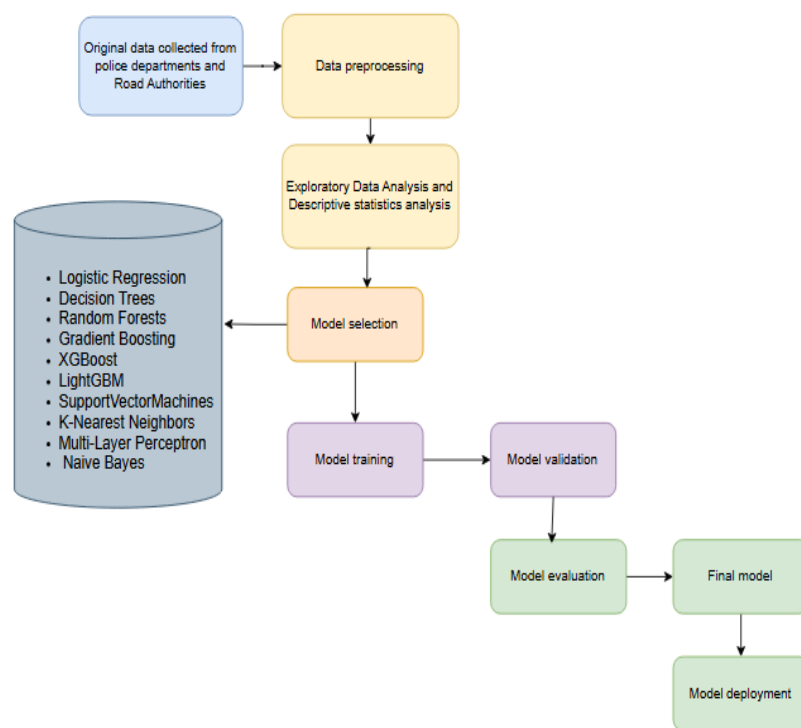 Original data collected from
police departments and
Road Authorities
Data preprocessing
Exploratory Data Analysis and
Descriptive statistics analysis
• Logistic Regression
• Decision Trees
• Random Forests
• Gradient Boosting
• XGBoost
• LightGBM
• SupportVectorMachines
• K-Nearest Neighbors
• Multi-Layer Perceptron
• Naive Bayes
Model selection
Model training
Model validation
Model evaluation
Final model
Model deployment